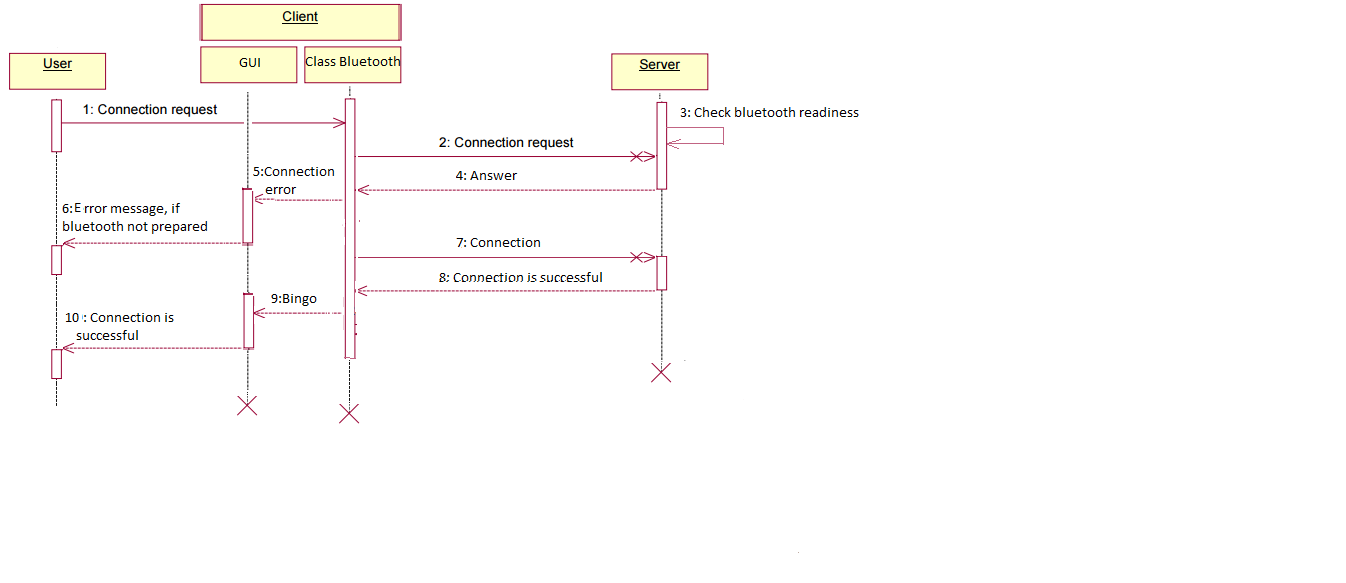 Client
User
GUI
Class Bluetooth
Server
1: Connection request
3: Check bluetooth readiness
2: Connection request
5:Connection
error
4: Answer
6:E rror message, if
bluetooth not prepared
7: Connection
8: Connection is successful
9:Bingo
10 : Connection is
successful